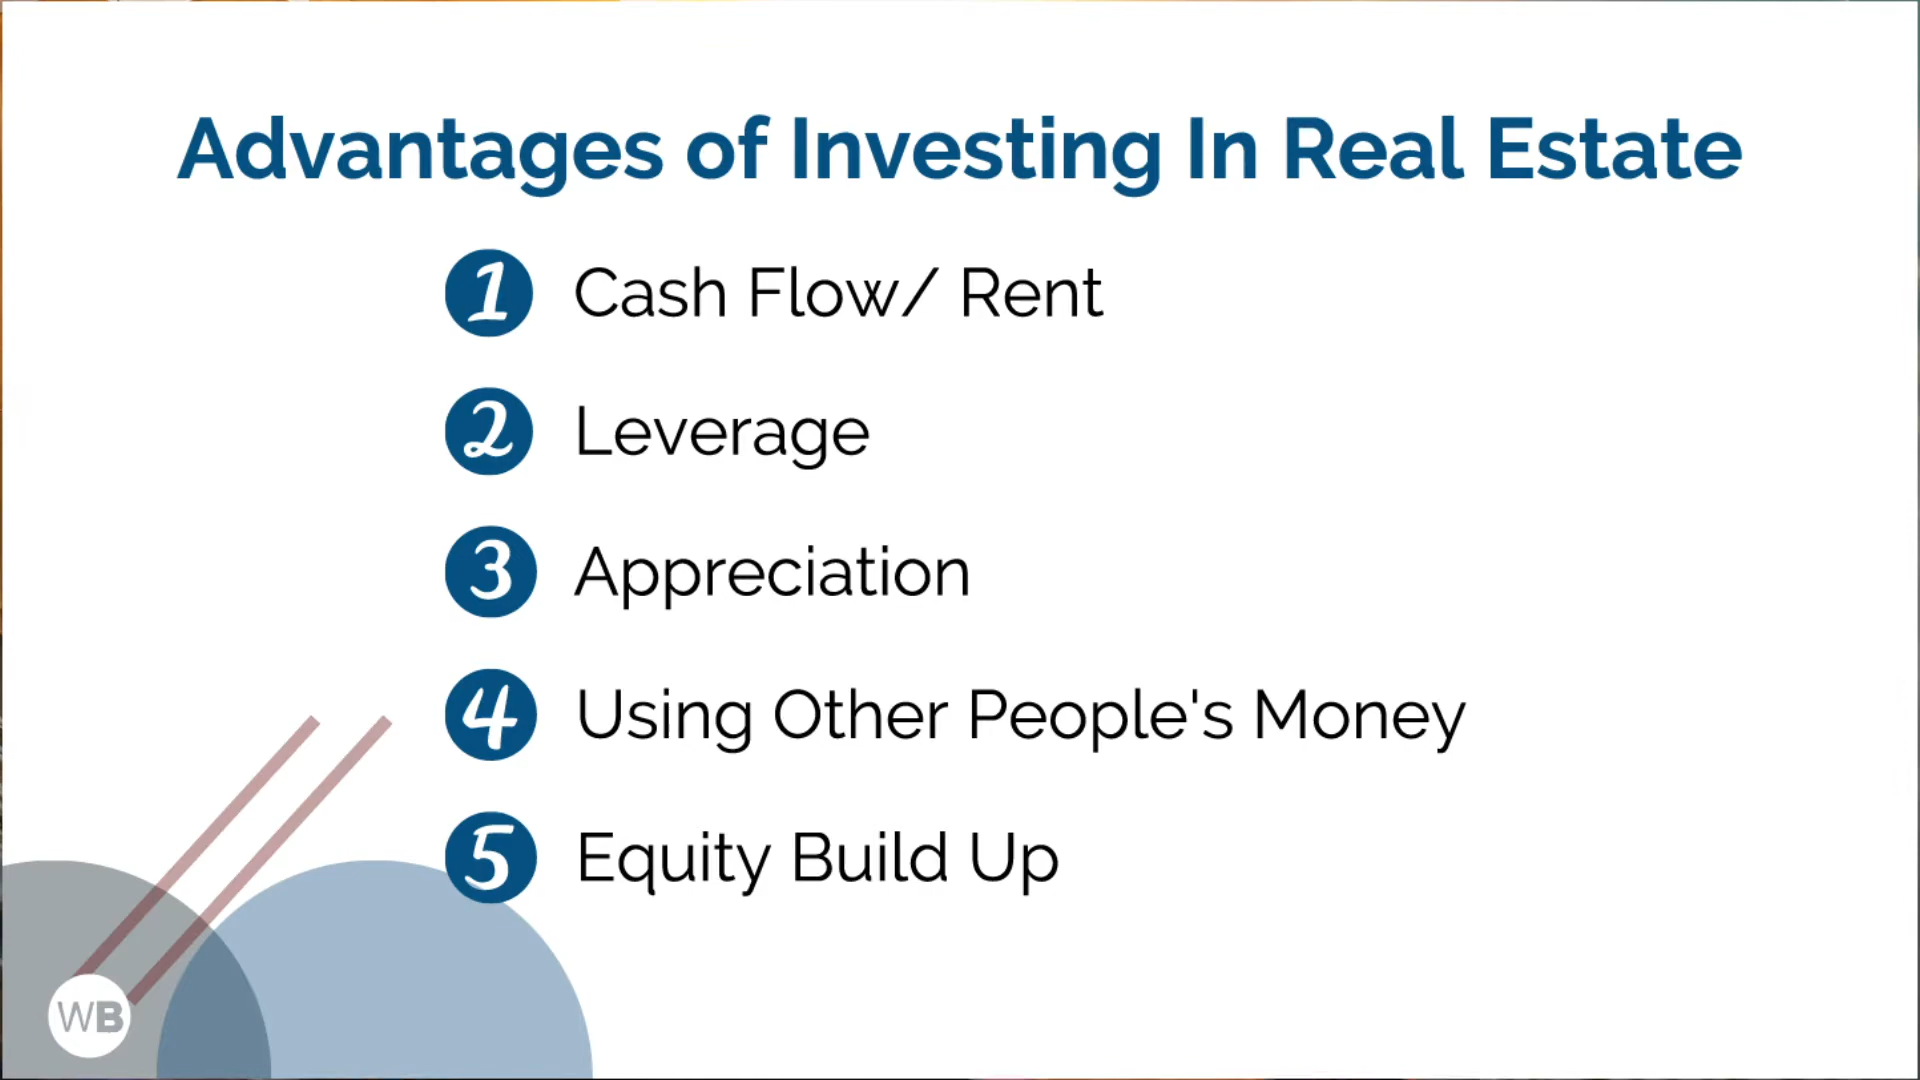 Advantages of Investing In Real Estate
1 Cash Flow/ Rent
2 Leverage
3 Appreciation
4 Using Other People's Money
5 Equity Build Up
WB